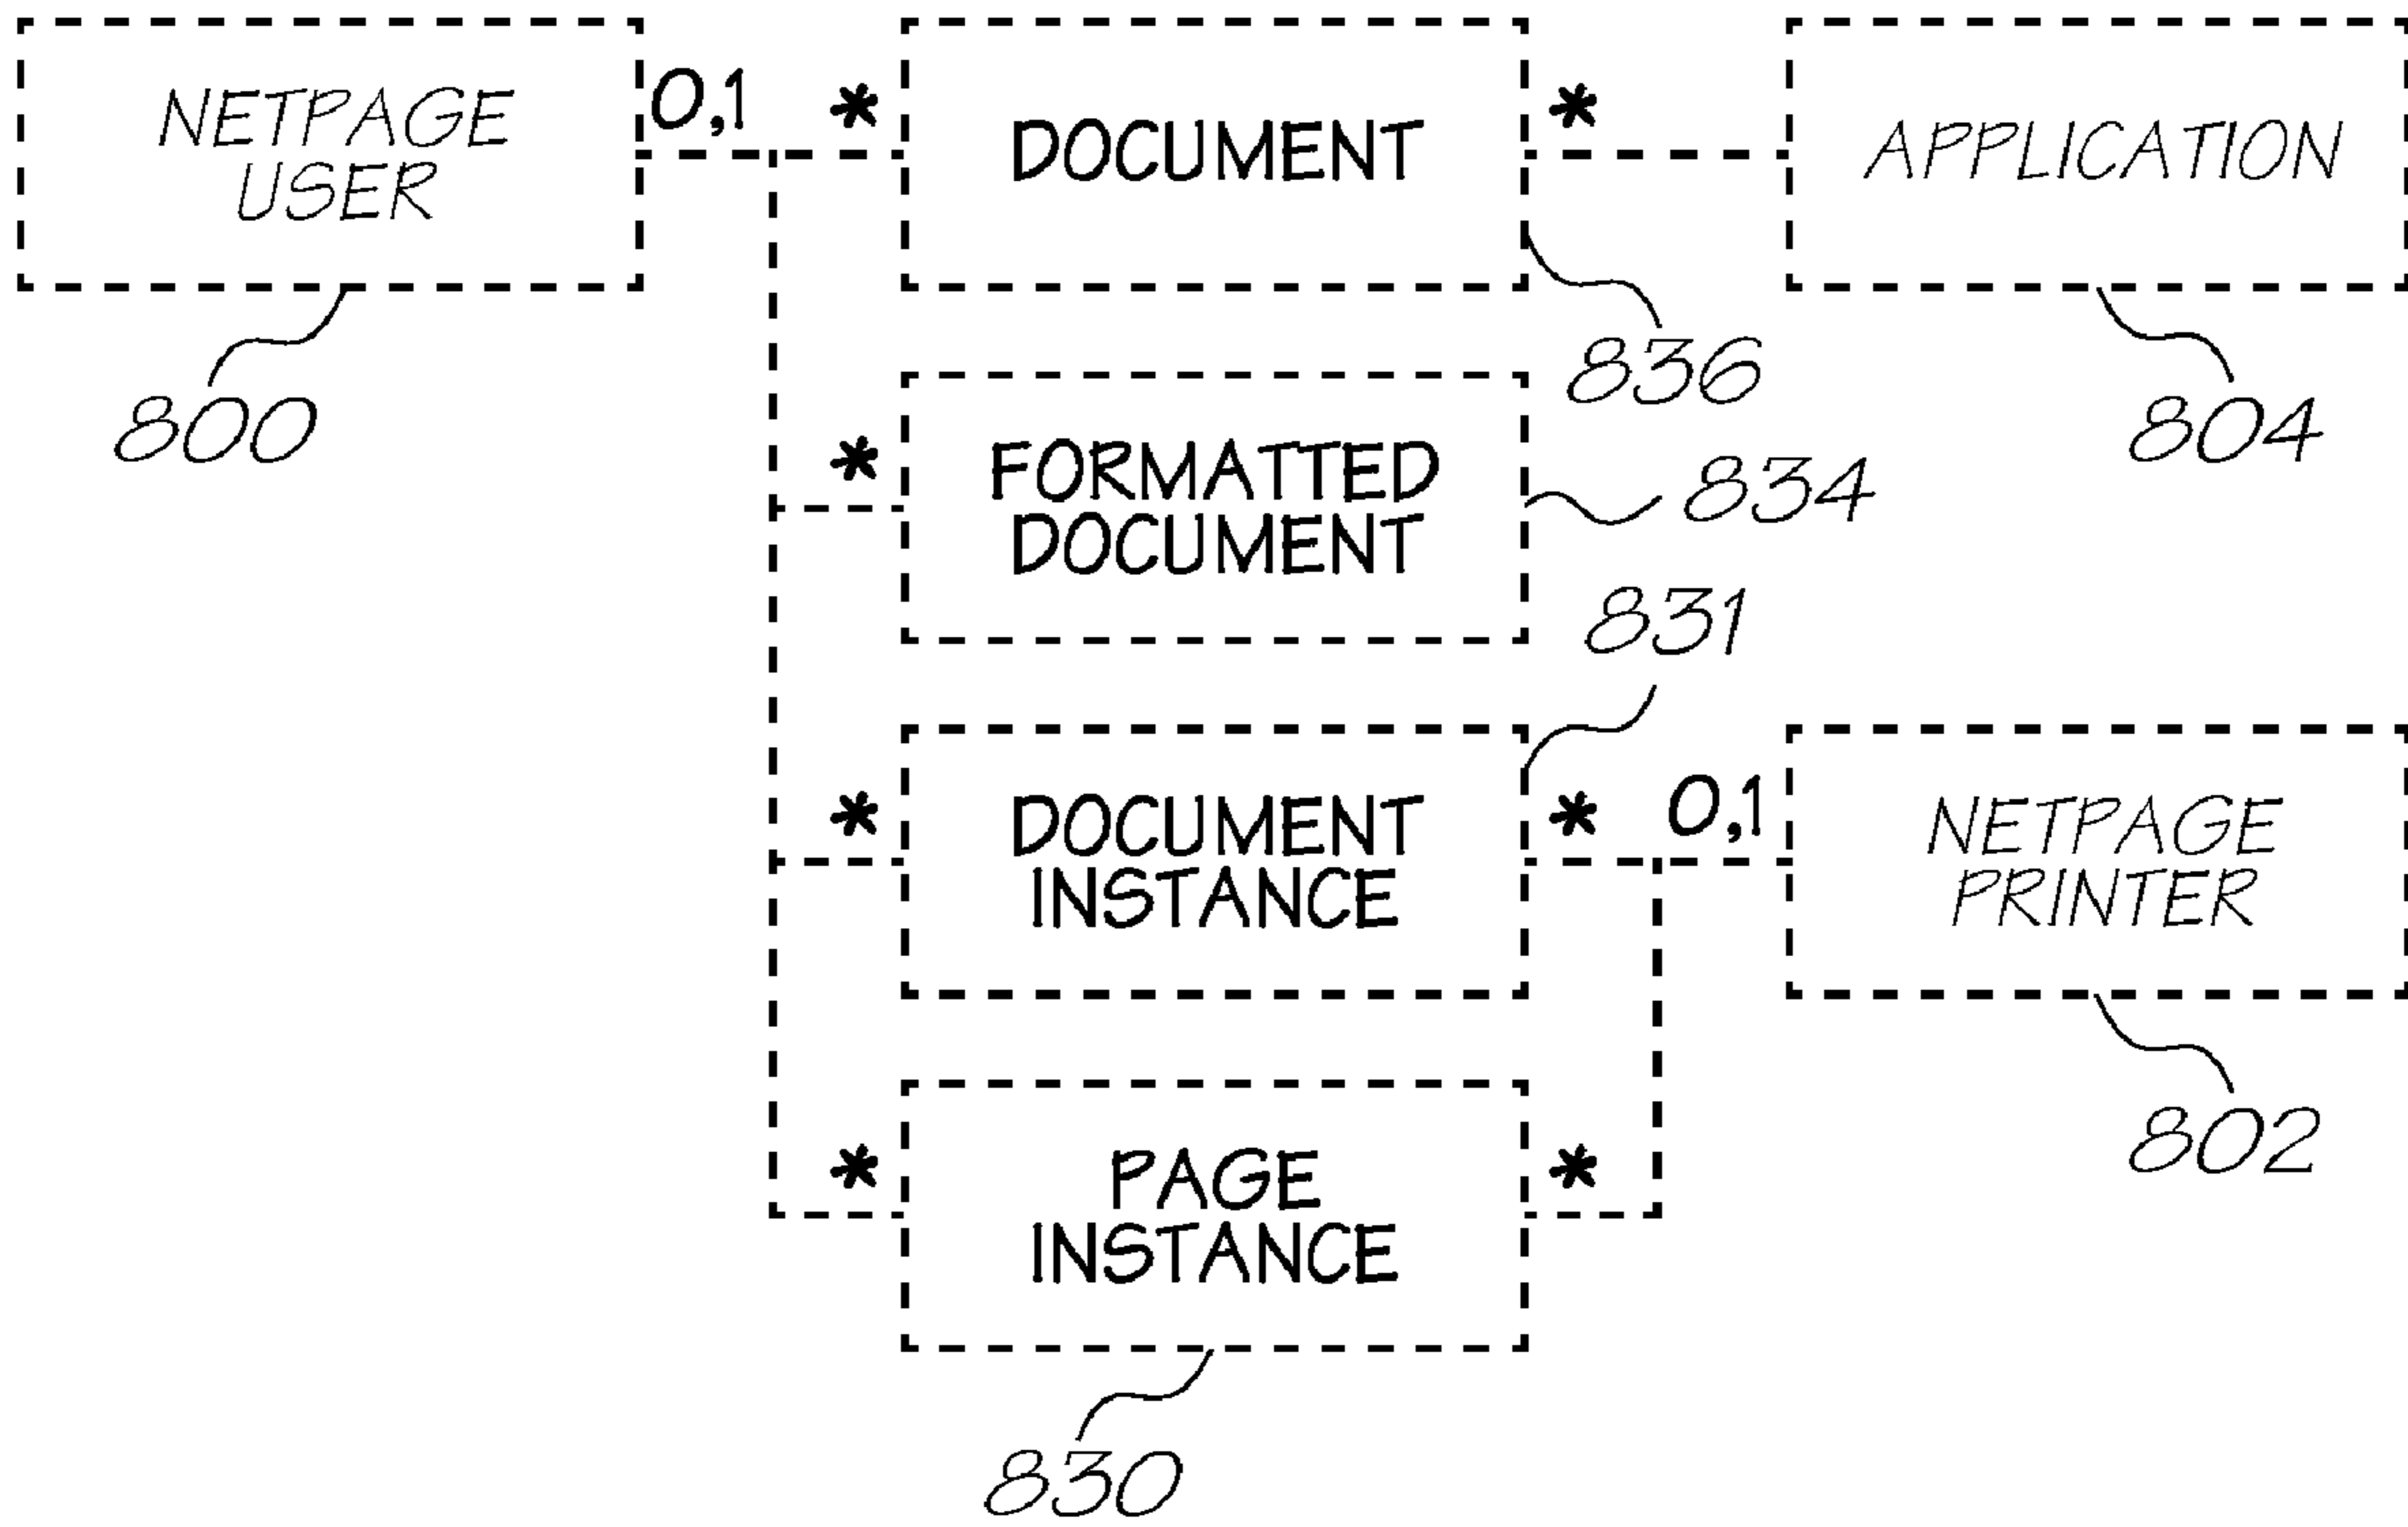 NETPAGE
USER
0,1
*
DOCUMENT
*
APPLICATION
800
836
804
*
FORMATTED
DOCUMENT
834
831
*
DOCUMENT
INSTANCE
*
0,1
NETPAGE
PRINTER
802
*
PAGE
INSTANCE
*
830